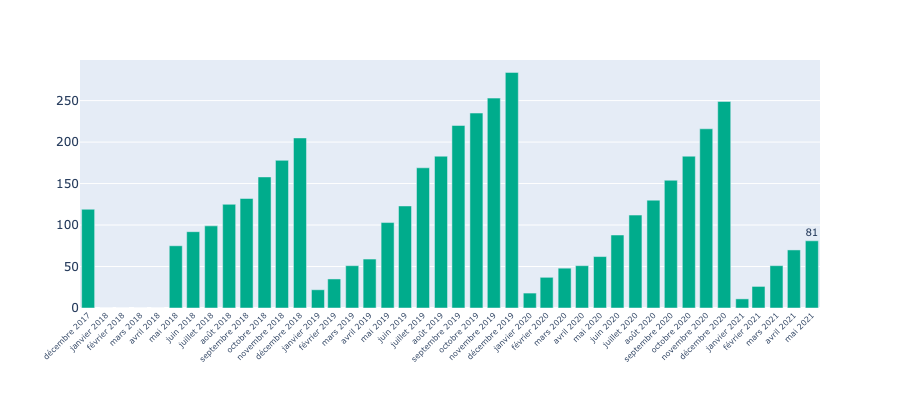 250
200
150
100
50
0
81
décembre 2017
janvier 2018
février 2018
mars 2018
avril 2018
mai 2018
juin 2018
juillet 2018
août 2018
septembre 2018
octobre 2018
novembre 2018
décembre 2018
janvier 2019
février 2019
mars 2019
avril 2019
mai 2019
juin 2019
juillet 2019
août 2019
septembre 2019
octobre 2019
novembre 2019
décembre 2019
janvier 2020
février 2020
mars 2020
avril 2020
mai 2020
juin 2020
juillet 2020
août 2020
septembre 2020
octobre 2020
novembre 2020
décembre 2020
janvier 2021
février 2021
mars 2021
avril 2021
mai 2021